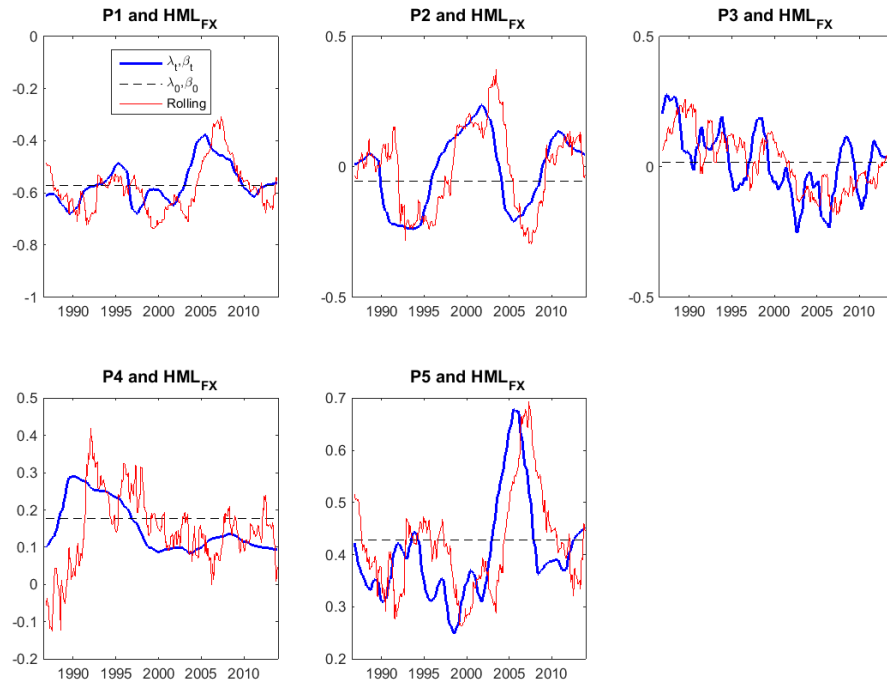 P1 and HML_FX
0
-0.2
-0.4
-0.6
-0.8
-1
1990 1995 2000 2005 2010
λ_t,β_t
λ_0,β_0
Rolling
P2 and HML_FX
0.5
0
-0.5
1990 1995 2000 2005 2010
P3 and HML_FX
0.5
0
-0.5
1990 1995 2000 2005 2010
P4 and HML_FX
0.5
0.4
0.3
0.2
0.1
0
-0.1
-0.2
1990 1995 2000 2005 2010
P5 and HML_FX
0.7
0.6
0.5
0.4
0.3
0.2
1990 1995 2000 2005 2010